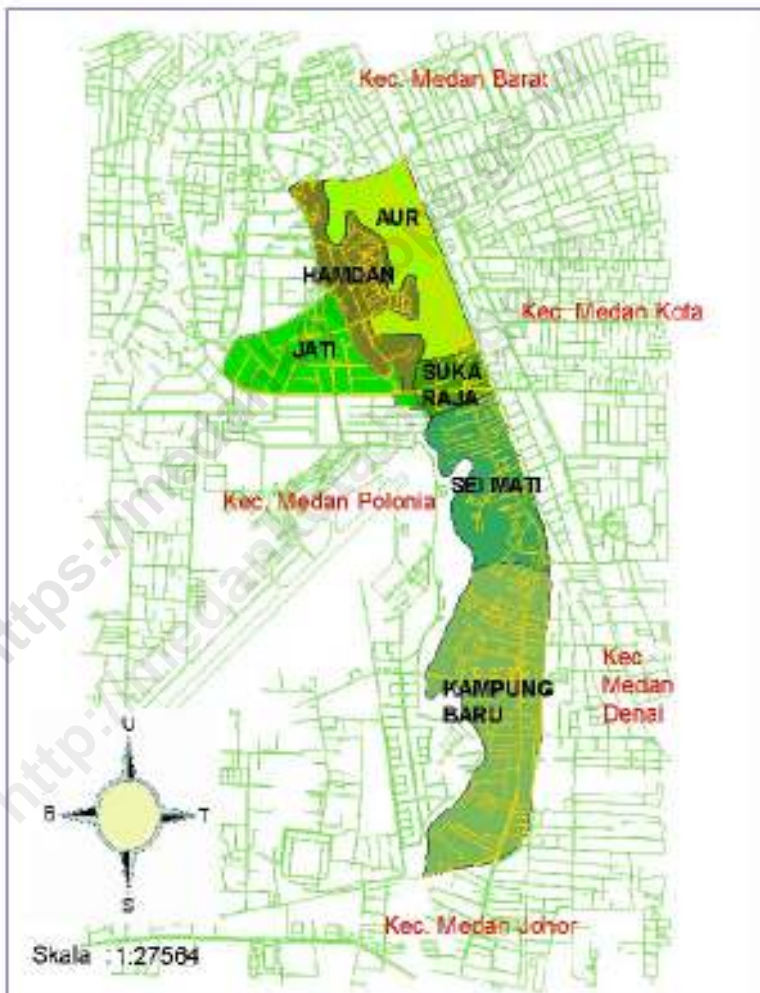 Kec. Medan Barat
AUR
HAMDAN
Kec. Medan Kota
JATI
SUKA
RAJA
SEI MATI
Kec. Medan Polonia
Kec
Medan
Denai
KAMPUNG
BARU
U
B
T
S
Kec. Medan Johor
Skala : 1:27564